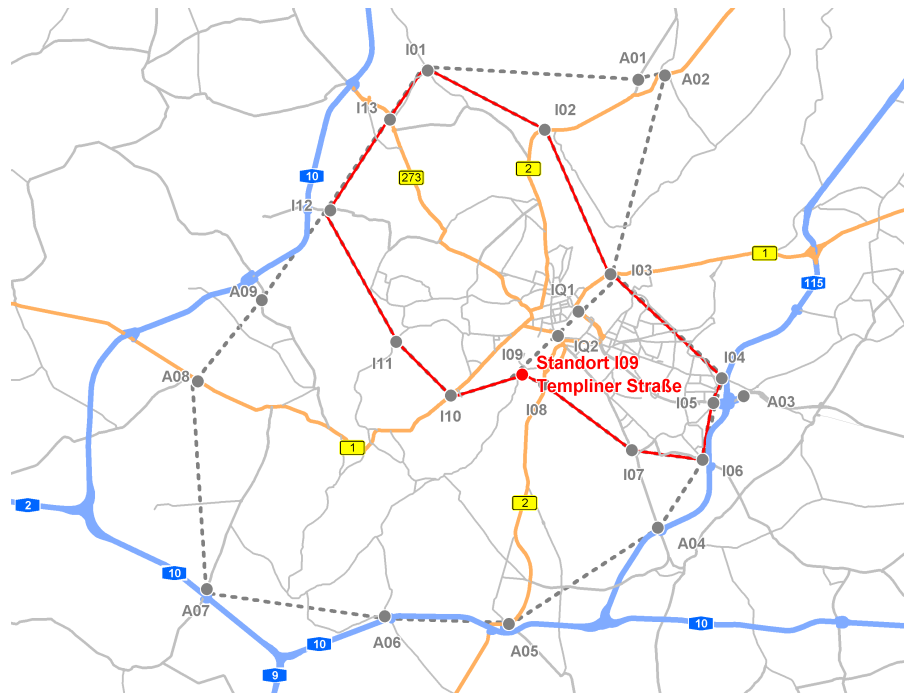 I01
A01
A02
I13
I02
273
2
10
I12
1
I03
115
A09
IQ1
IQ2
I09
Standort I09
Templiner Straße
I11
A08
I04
I05
A03
I10
I08
1
I07
I06
2
2
A04
10
A07
10
A06
A05
10
9